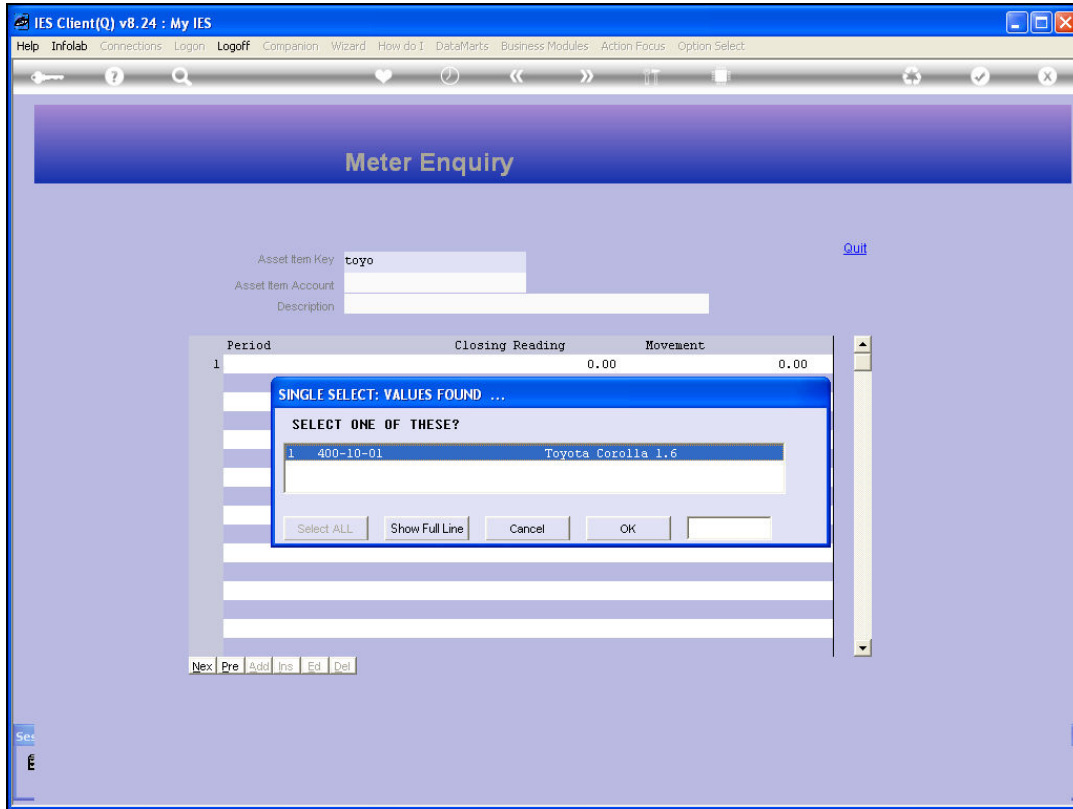 IES Client(Q) v8.24 : My IES
Help Infolab Connections Logon Logoff Companion Wizard How do I DataMarts Business Modules Action Focus Option Select
Meter Enquiry
Quit
Asset Item Key toyo
Asset Item Account
Description
Period Closing Reading Movement
1 0.00 0.00
SINGLE SELECT: VALUES FOUND ...
SELECT ONE OF THESE?
1 400-10-01 Toyota Corolla 1.6
Select ALL Show Full Line Cancel OK
Nex Pre Add Ins Ed Del